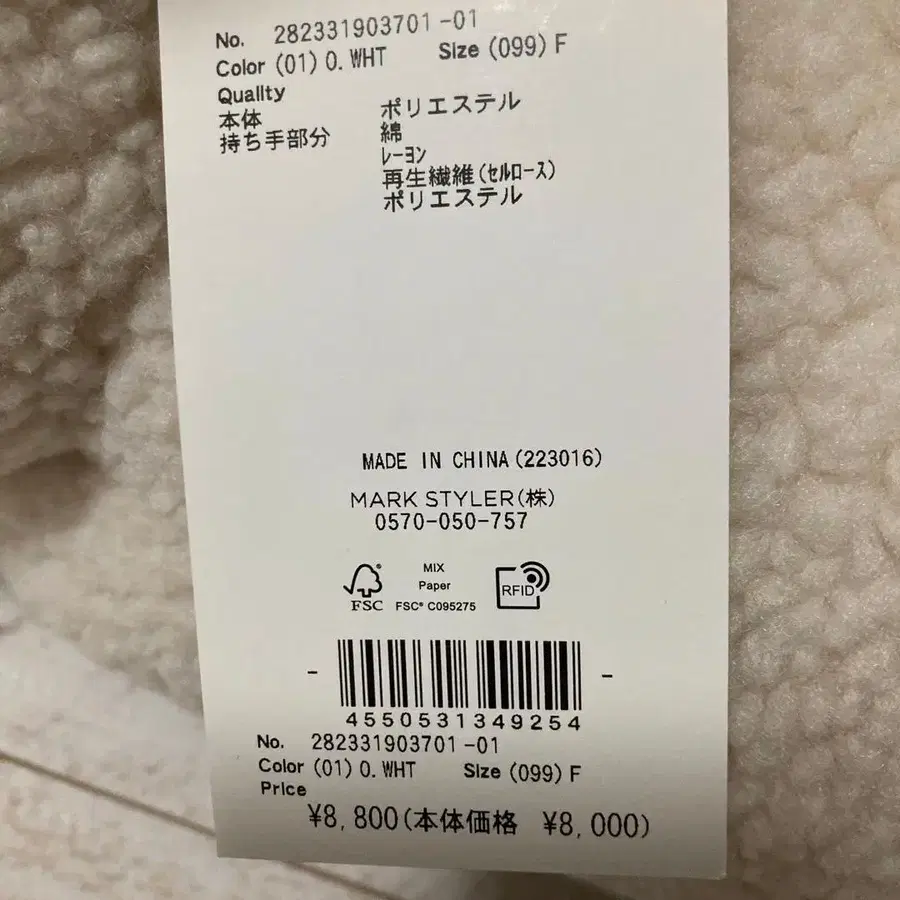 No. 282331903701-01
Color (01) O. WHT Size (099) F
Quality
本体 ポリエステル
持ち手部分 綿
レーヨン
再生繊維(セルロース)
ポリエステル
MADE IN CHINA(223016)
MARK STYLER(株)
0570-050-757
MIX
Paper
FSC FSC® C095275
RFID
4550531349254
No. 282331903701-01
Color (01) O. WHT Size (099) F
Price
¥8,800(本体価格 ¥8,000)